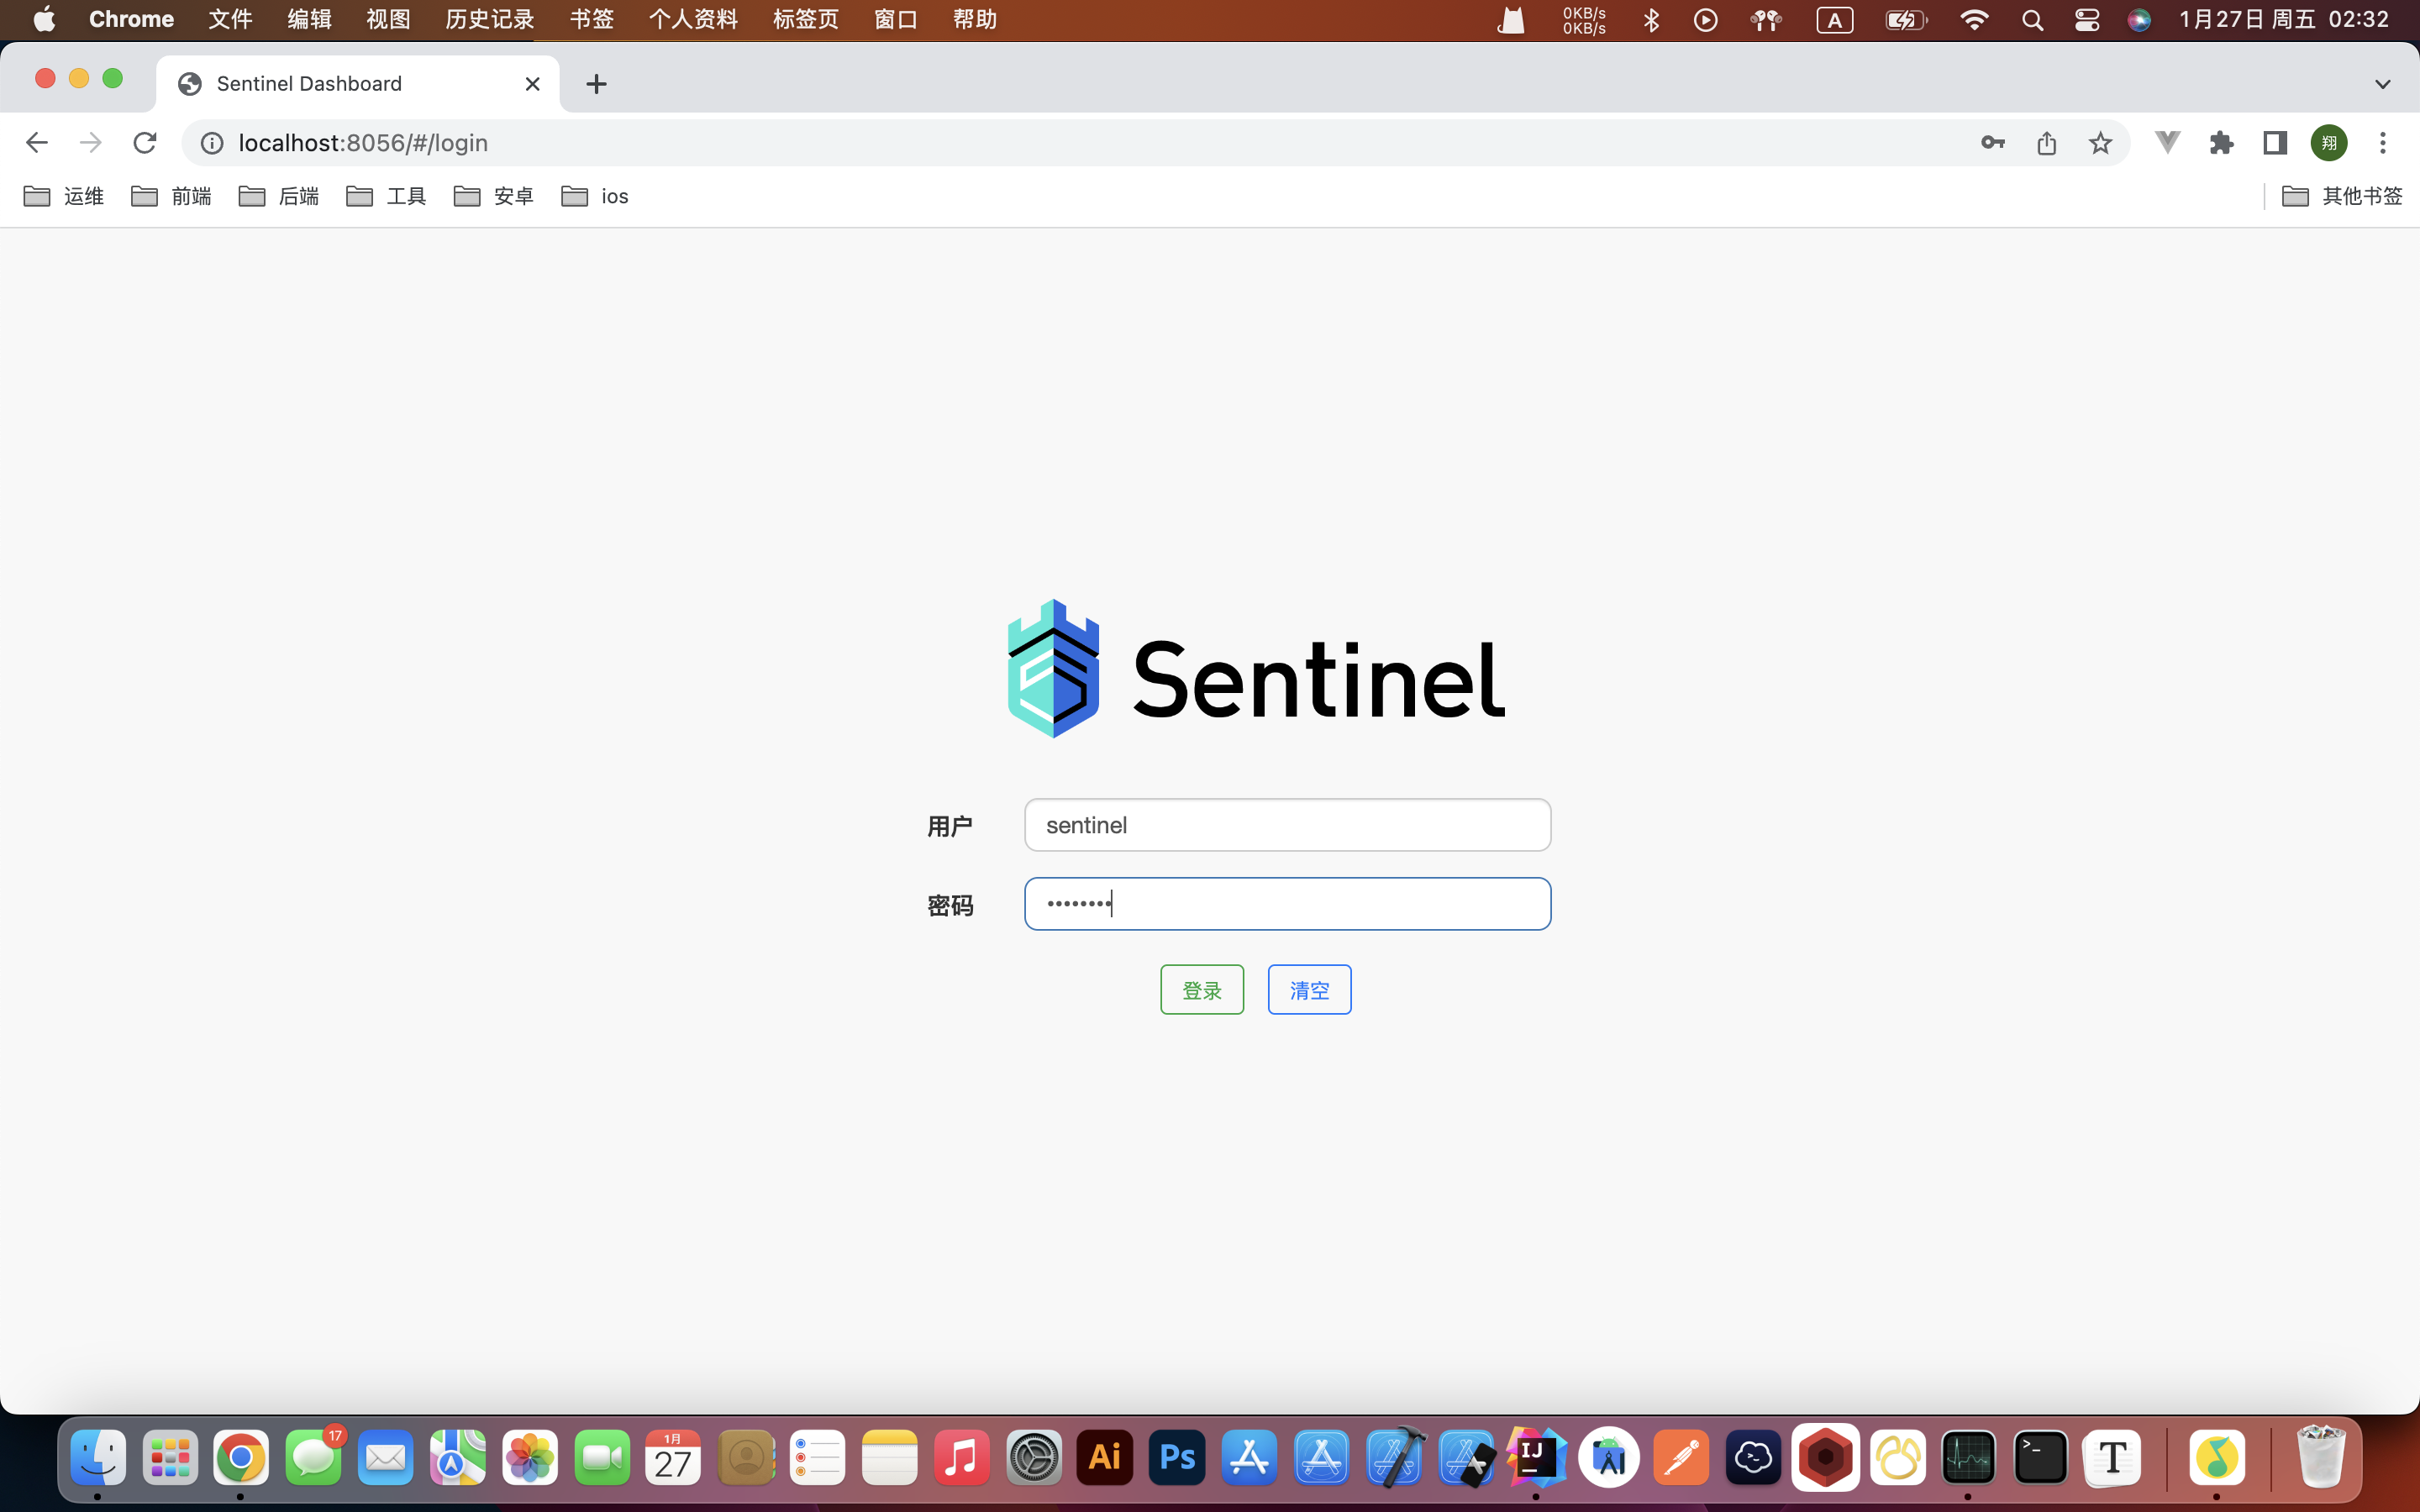 Chrome 文件 编辑 视图 历史记录 书签 个人资料 标签页 窗口 帮助 0KB/s A 1月27日 周五 02:32
0KB/s
Sentinel Dashboard
localhost:8056/#/login 翔
运维 前端 后端 工具 安卓 ios 其他书签
Sentinel
用户 sentinel
密码 ••••••••
登录 清空
17 1月 27 Ai Ps IJ >_ T